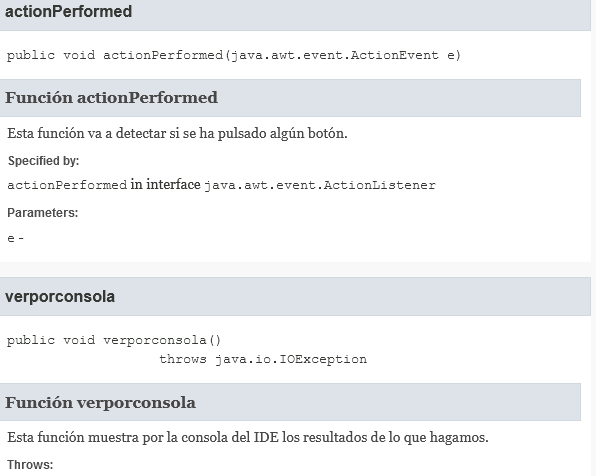 actionPerformed
public void actionPerformed(java.awt.event.ActionEvent e)
Función actionPerformed
Esta función va a detectar si se ha pulsado algún botón.
Specified by:
actionPerformed in interface java.awt.event.ActionListener
Parameters:
e -
verporconsola
public void verporconsola()
throws java.io.IOException
Función verporconsola
Esta función muestra por la consola del IDE los resultados de lo que hagamos.
Throws: